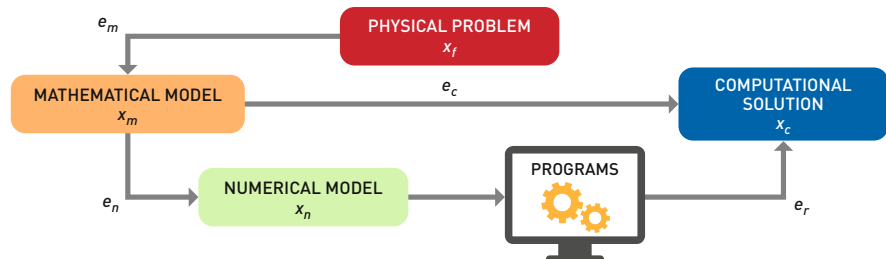 e_m
PHYSICAL PROBLEM
x_f
MATHEMATICAL MODEL
x_m
e_c
COMPUTATIONAL
SOLUTION
x_c
e_n
NUMERICAL MODEL
x_n
PROGRAMS
e_r